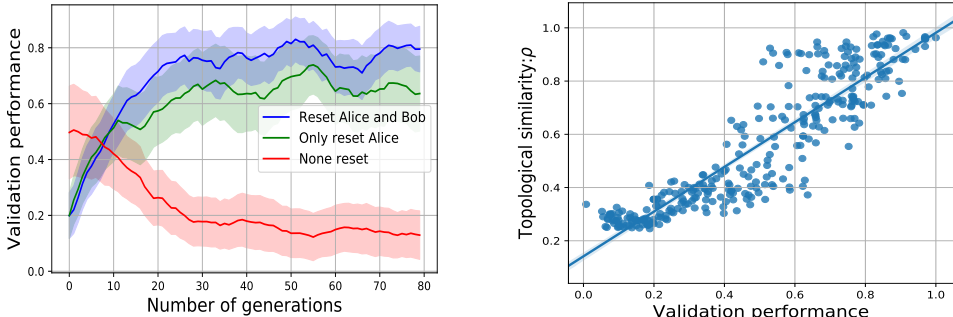 Validation performance
0.8
0.6
0.4
0.2
0.0
Reset Alice and Bob
Only reset Alice
None reset
0 10 20 30 40 50 60 70 80
Number of generations
Topological similarity:ρ
1.0
0.8
0.6
0.4
0.2
0.0 0.2 0.4 0.6 0.8 1.0
Validation performance